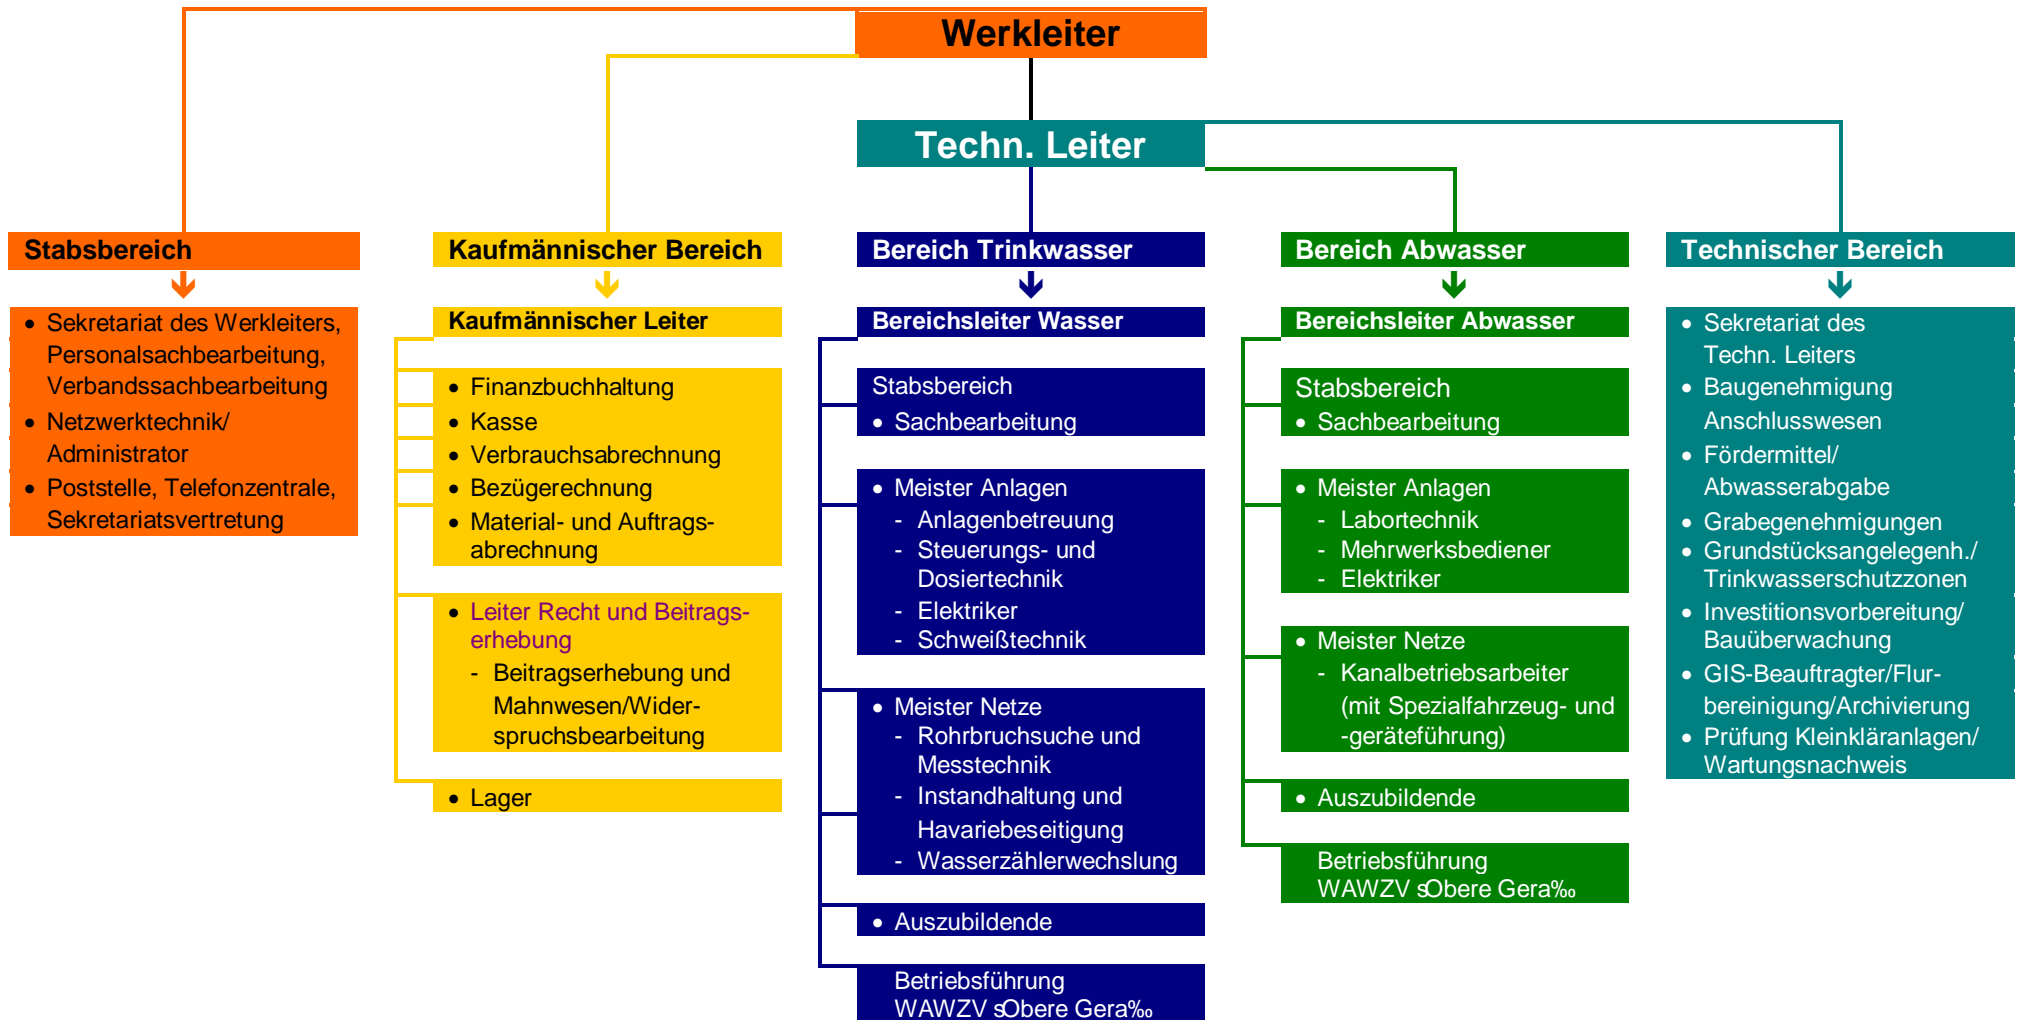 Werkleiter
Techn. Leiter
Stabsbereich
• Sekretariat des Werkleiters,
Personalsachbearbeitung,
Verbandssachbearbeitung
• Netzwerktechnik/
Administrator
• Poststelle, Telefonzentrale,
Sekretariatsvertretung
Kaufmännischer Bereich
Kaufmännischer Leiter
• Finanzbuchhaltung
• Kasse
• Verbrauchsabrechnung
• Bezügerechnung
• Material- und Auftrags-
abrechnung
• Leiter Recht und Beitrags-
erhebung
- Beitragserhebung und
Mahnwesen/Wider-
spruchsbearbeitung
• Lager
Bereich Trinkwasser
Bereichsleiter Wasser
Stabsbereich
• Sachbearbeitung
• Meister Anlagen
- Anlagenbetreuung
- Steuerungs- und
Dosiertechnik
- Elektriker
- Schweißtechnik
• Meister Netze
- Rohrbruchsuche und
Messtechnik
- Instandhaltung und
Havariebeseitigung
- Wasserzählerwechslung
• Auszubildende
Betriebsführung
WAWZV sObere Gera‰
Bereich Abwasser
Bereichsleiter Abwasser
Stabsbereich
• Sachbearbeitung
• Meister Anlagen
- Labortechnik
- Mehrwerksbediener
- Elektriker
• Meister Netze
- Kanalbetriebsarbeiter
(mit Spezialfahrzeug- und
-geräteführung)
• Auszubildende
Betriebsführung
WAWZV sObere Gera‰
Technischer Bereich
• Sekretariat des
Techn. Leiters
• Baugenehmigung
Anschlusswesen
• Fördermittel/
Abwasserabgabe
• Grabegenehmigungen
• Grundstücksangelegenh./
Trinkwasserschutzzonen
• Investitionsvorbereitung/
Bauüberwachung
• GIS-Beauftragter/Flur-
bereinigung/Archivierung
• Prüfung Kleinkläranlagen/
Wartungsnachweis